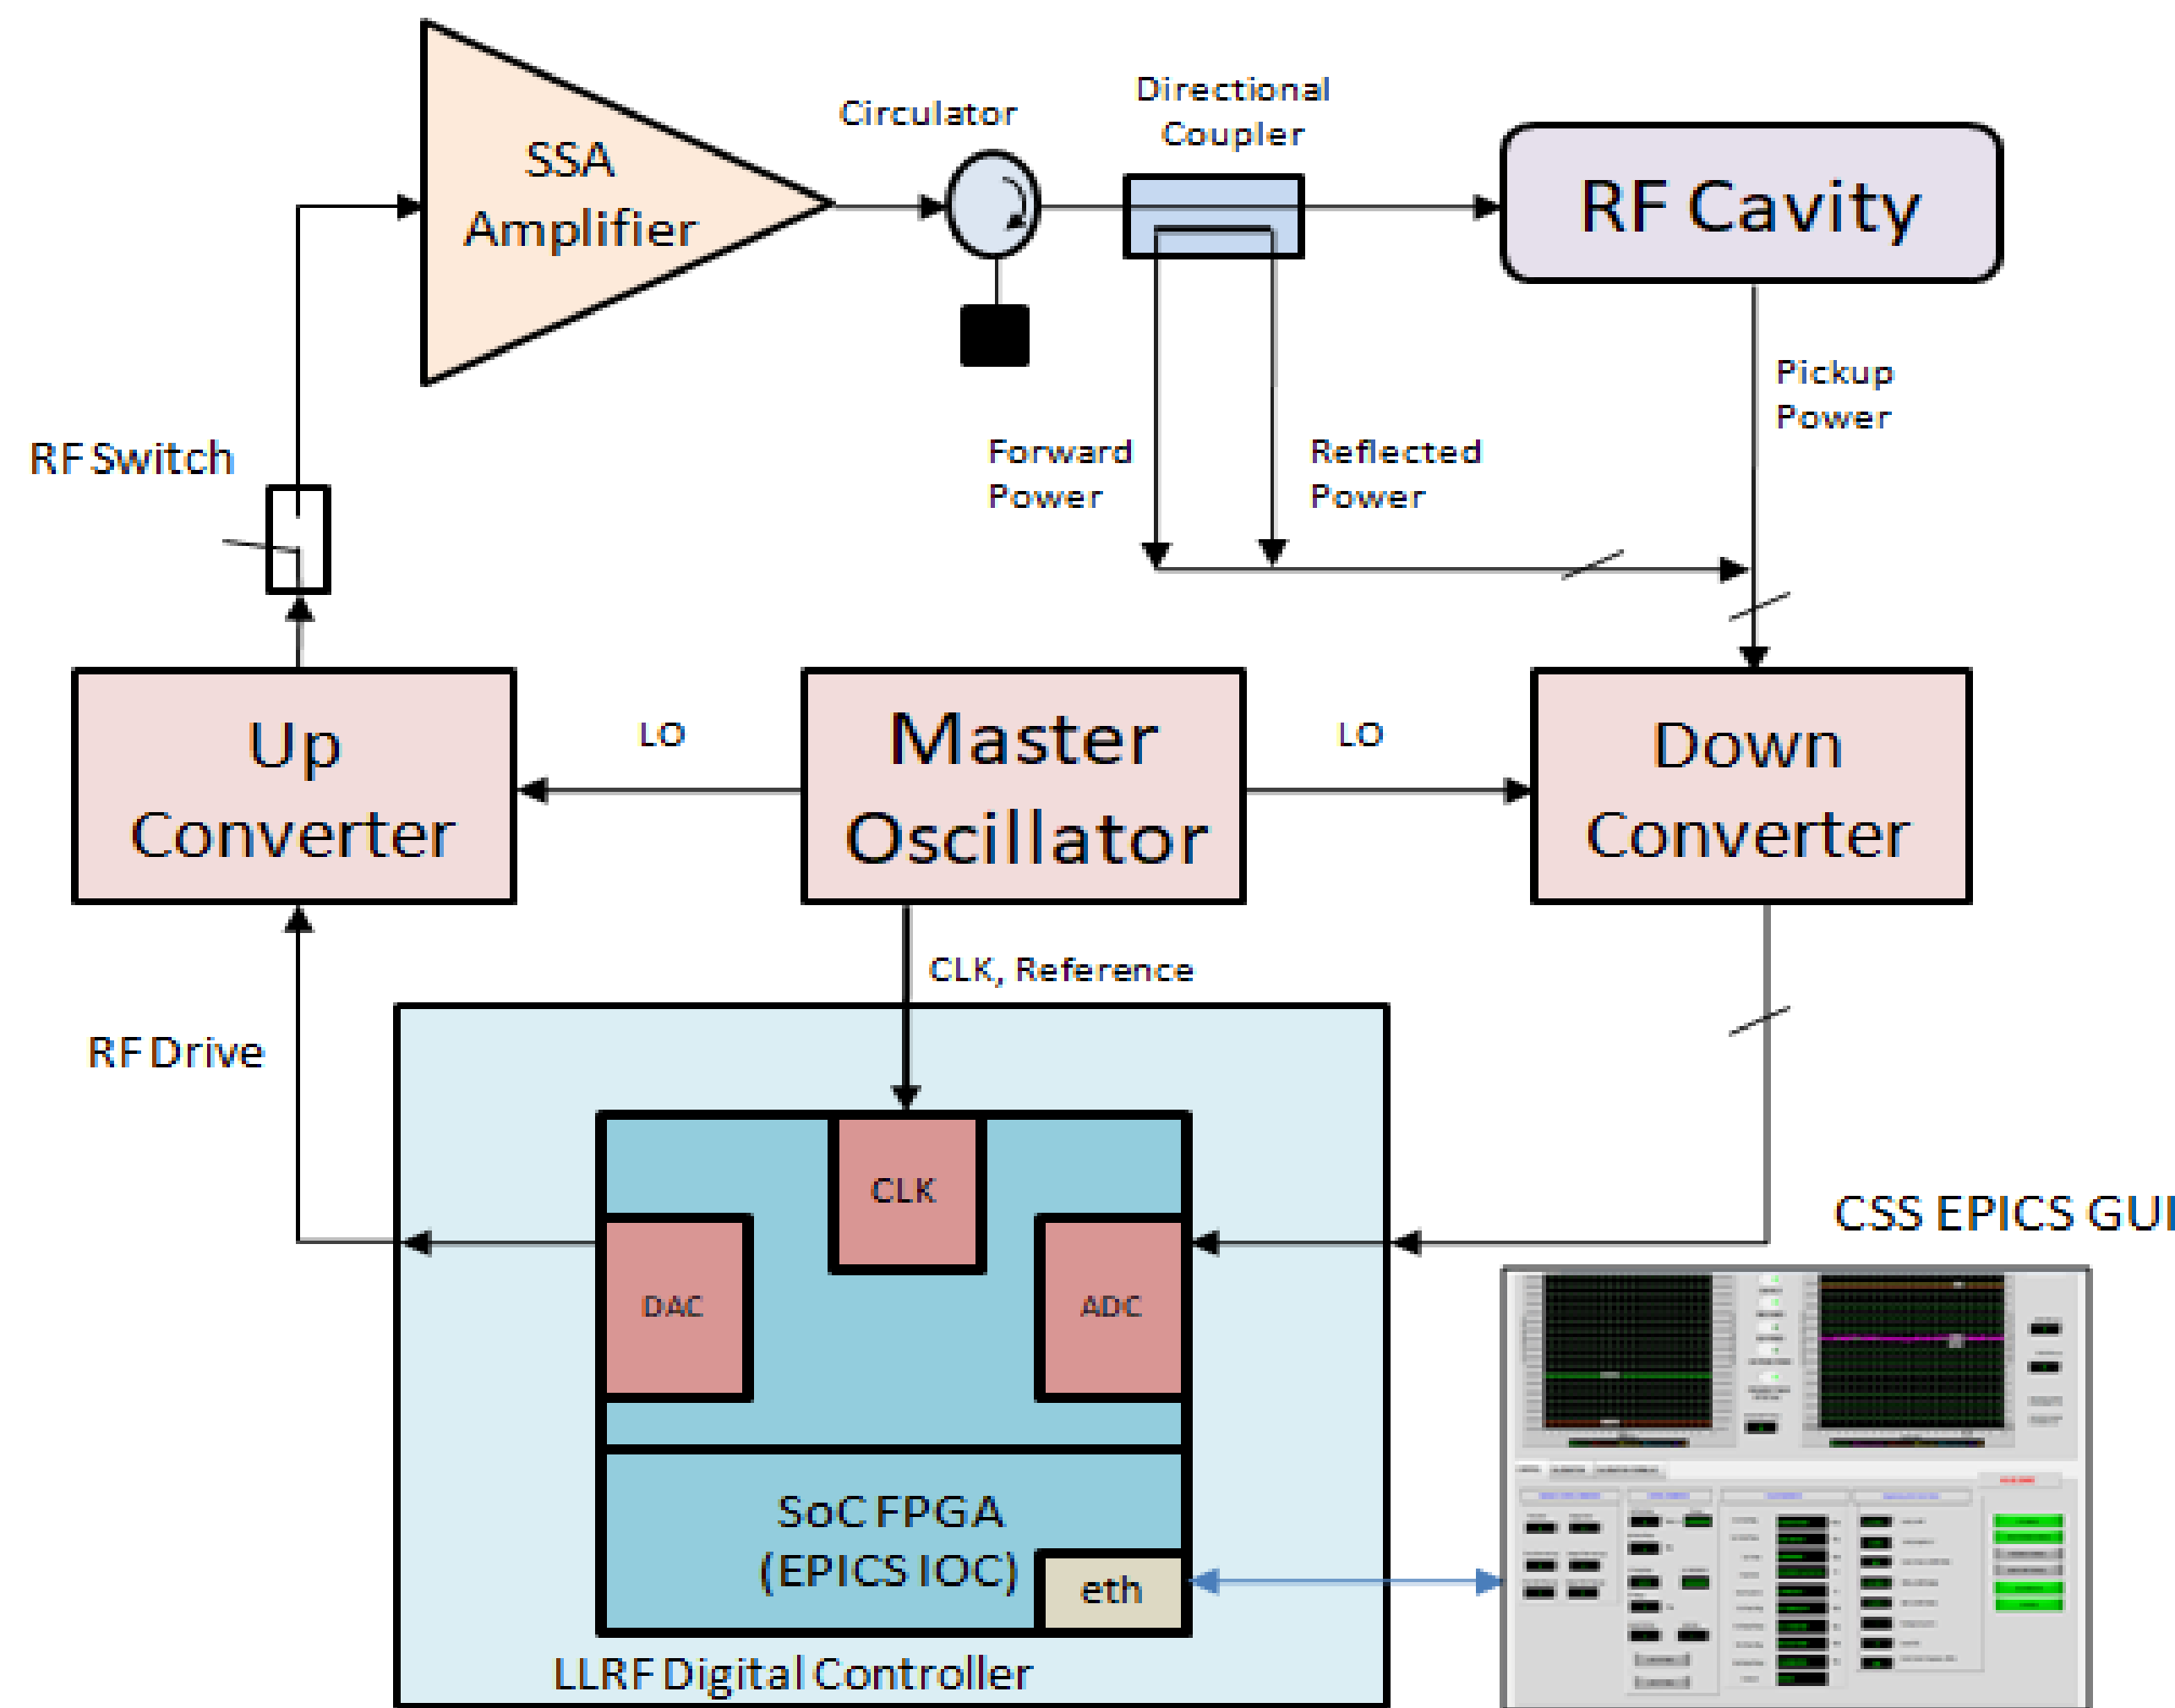 SSA
Amplifier
Circulator
Directional
Coupler
RF Cavity
Pickup
Power
Forward
Power
Reflected
Power
RF Switch
Up
Converter
LO
Master
Oscillator
LO
Down
Converter
CLK, Reference
RF Drive
CLK
DAC
ADC
CSS EPICS GUI
SoC FPGA
(EPICS IOC)
eth
LLRF Digital Controller